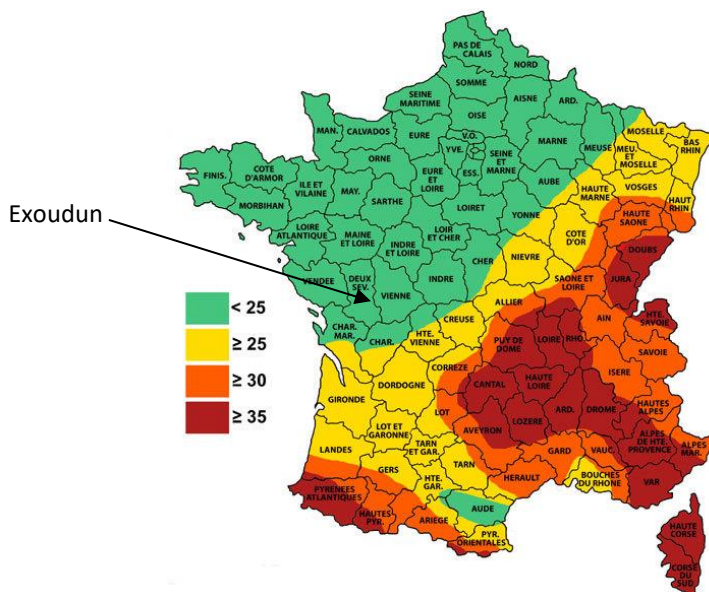 PAS DE
CALAIS
NORD
SOMME
SEINE
MARITIME
AISNE
ARD.
OISE
MAN.
CALVADOS
EURE
V.O.
YVE.
ESS.
SEINE
ET
MARNE
MARNE
MEUSE
MOSELLE
MEU.
ET
MOSELLE
BAS
RHIN
FINIS.
COTE
D'ARMOR
ILE ET
VILAINE
MAY.
ORNE
EURE
ET
LOIRE
AUBE
HAUTE
MARNE
VOSGES
HAUT
RHIN
MORBIHAN
SARTHE
LOIRET
YONNE
HAUTE
SAONE
Exoudun
LOIRE
ATLANTIQUE
MAINE
ET LOIRE
INDRE
ET LOIRE
LOIR
ET CHER
CHER
NIEVRE
COTE
D'OR
DOUBS
VENDEE
DEUX
SEV.
VIENNE
INDRE
SAONE ET
LOIRE
JURA
< 25
≥ 25
≥ 30
≥ 35
CHAR.
MAR.
CHAR.
HTE.
VIENNE
CREUSE
ALLIER
AIN
HTE.
SAVOIE
PUY DE
DOME
LOIRE
RHO.
SAVOIE
ISERE
CORREZE
DORDOGNE
GIRONDE
CANTAL
HAUTE
LOIRE
ARD.
DROME
HAUTES
ALPES
LOT
LOT ET
GARONNE
AVEYRON
LOZERE
LANDES
TARN
ET GAR.
TARN
GARD
VAUC.
ALPES
DE HTE.
PROVENCE
ALPES
MAR.
GERS
HTE.
GAR.
HERAULT
BOUCHES
DU RHONE
VAR
PYRENEES
ATLANTIQUES
HAUTES
PYR.
ARIEGE
AUDE
PYR.
ORIENTALES
HAUTE
CORSE
CORSE
DU
SUD